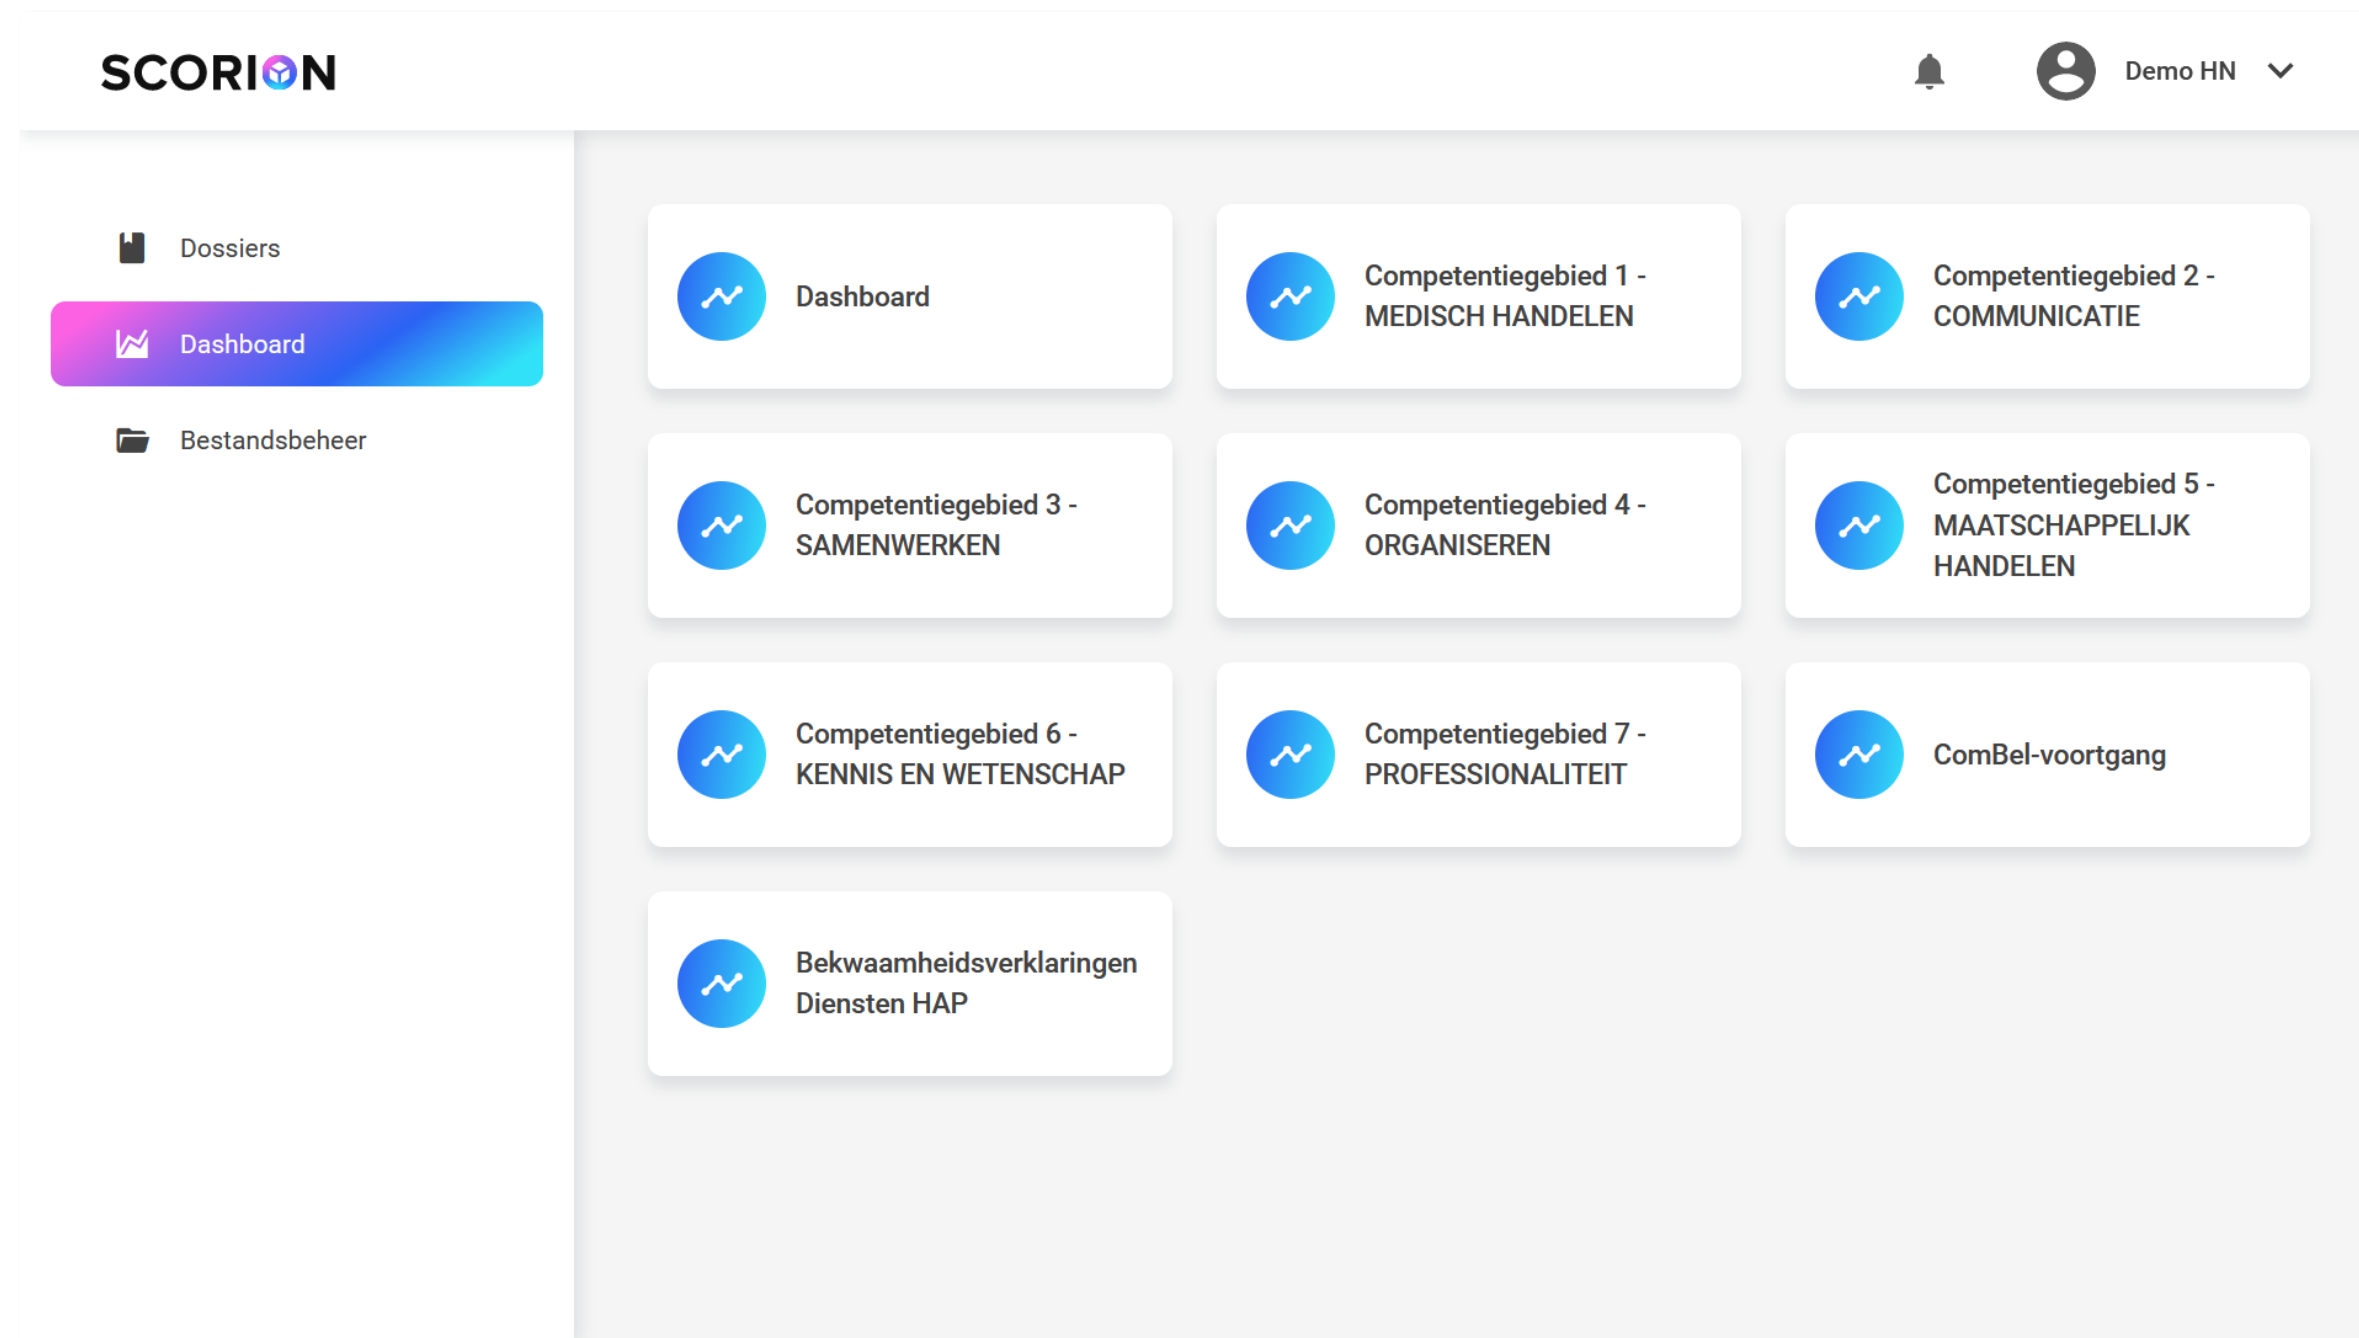 SCORION
Demo HN
Dossiers
Dashboard
Bestandsbeheer
Dashboard
Competentiegebied 1 -
MEDISCH HANDELEN
Competentiegebied 2 -
COMMUNICATIE
Competentiegebied 3 -
SAMENWERKEN
Competentiegebied 4 -
ORGANISEREN
Competentiegebied 5 -
MAATSCHAPPELIJK
HANDELEN
Competentiegebied 6 -
KENNIS EN WETENSCHAP
Competentiegebied 7 -
PROFESSIONALITEIT
ComBel-voortgang
Bekwaamheidsverklaringen
Diensten HAP